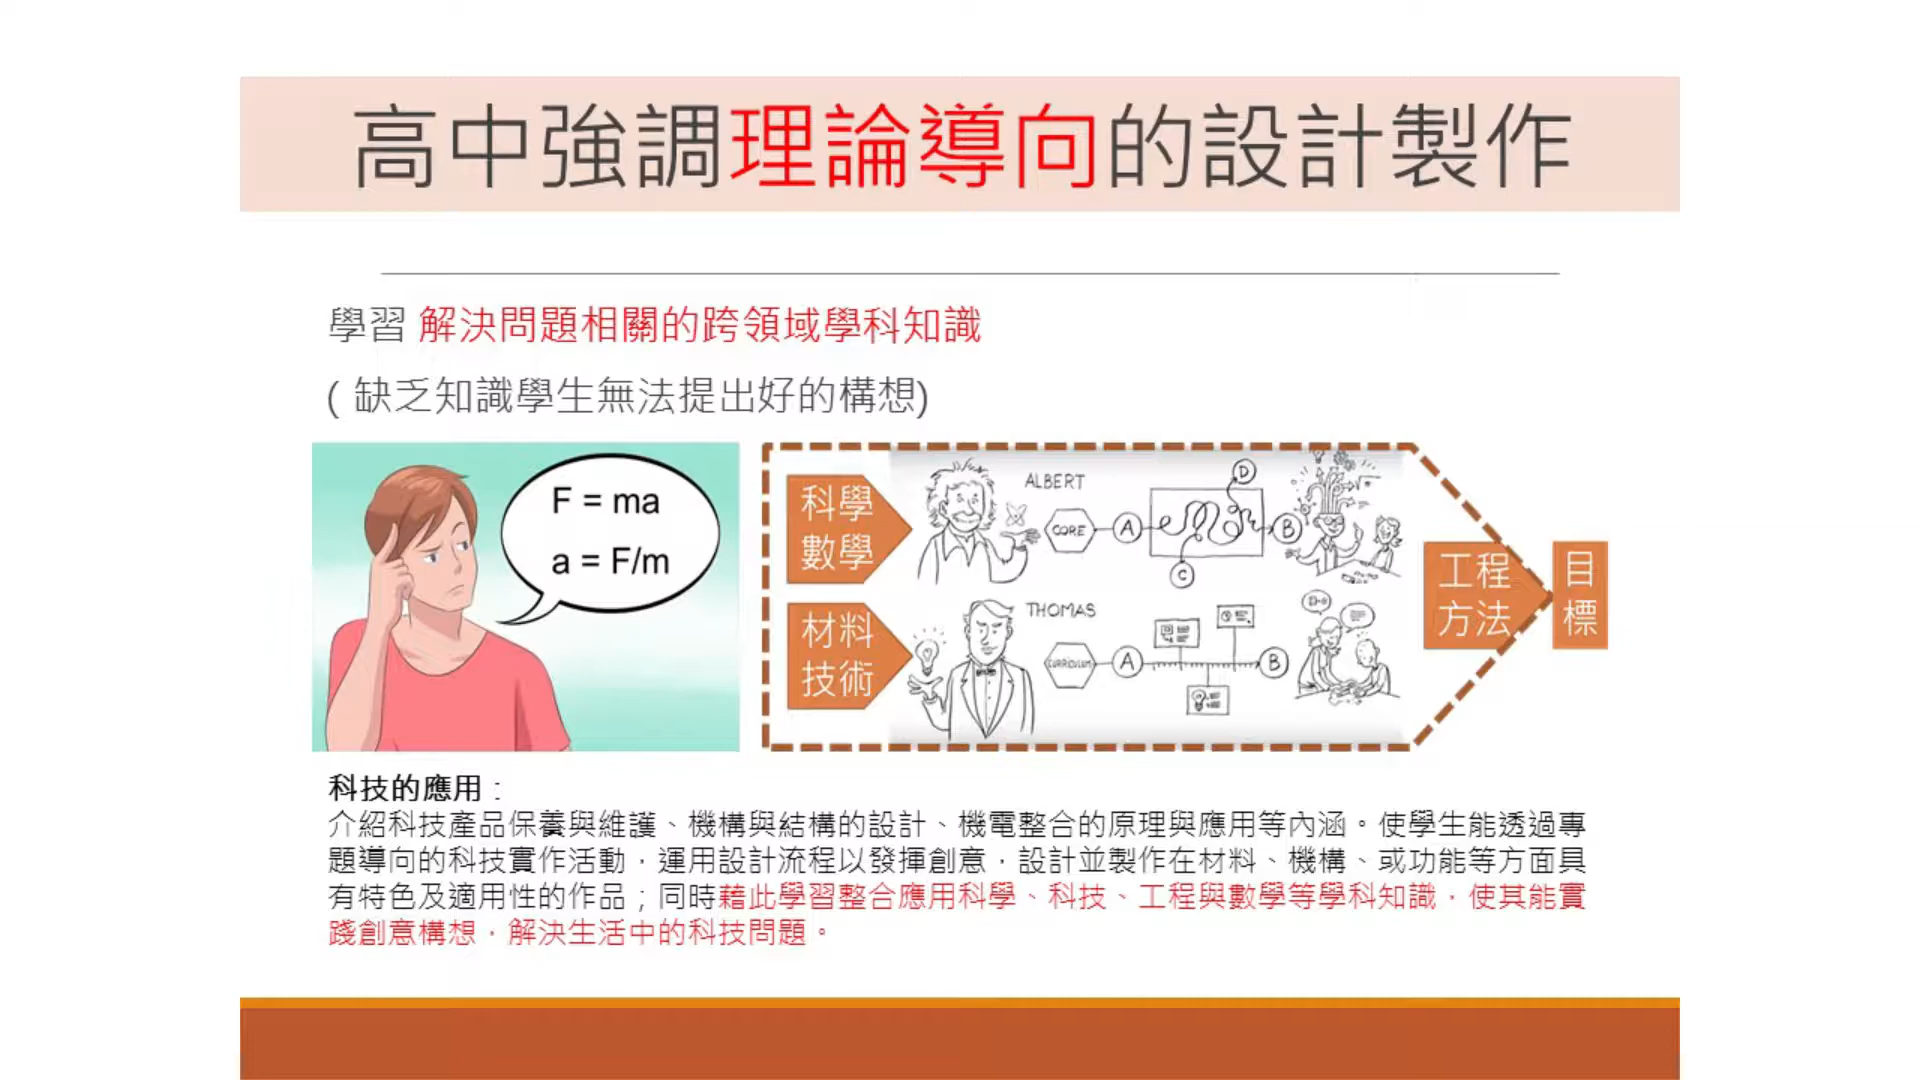 高中強調理論導向的設計製作
學習 解決問題相關的跨領域學科知識
( 缺乏知識學生無法提出好的構想)
F = ma
a = F/m
科學
數學
ALBERT
CORE
A
D
C
B
材料
技術
THOMAS
CURRICULUM
A
B
工程
方法
目
標
科技的應用：
介紹科技產品保養與維護、機構與結構的設計、機電整合的原理與應用等內涵。使學生能透過專
題導向的科技實作活動，運用設計流程以發揮創意，設計並製作在材料、機構、或功能等方面具
有特色及適用性的作品；同時藉此學習整合應用科學、科技、工程與數學等學科知識，使其能實
踐創意構想，解決生活中的科技問題。